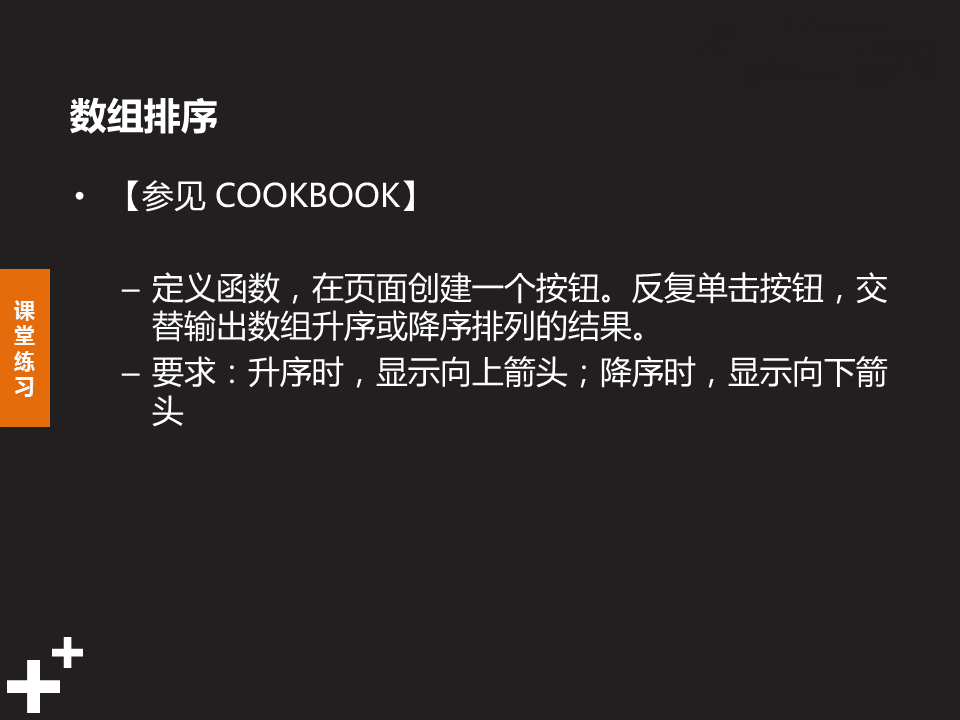 数组排序
• 【参见 COOKBOOK】
– 定义函数，在页面创建一个按钮。反复单击按钮，交
替输出数组升序或降序排列的结果。
– 要求：升序时，显示向上箭头；降序时，显示向下箭
头
课
堂
练
习